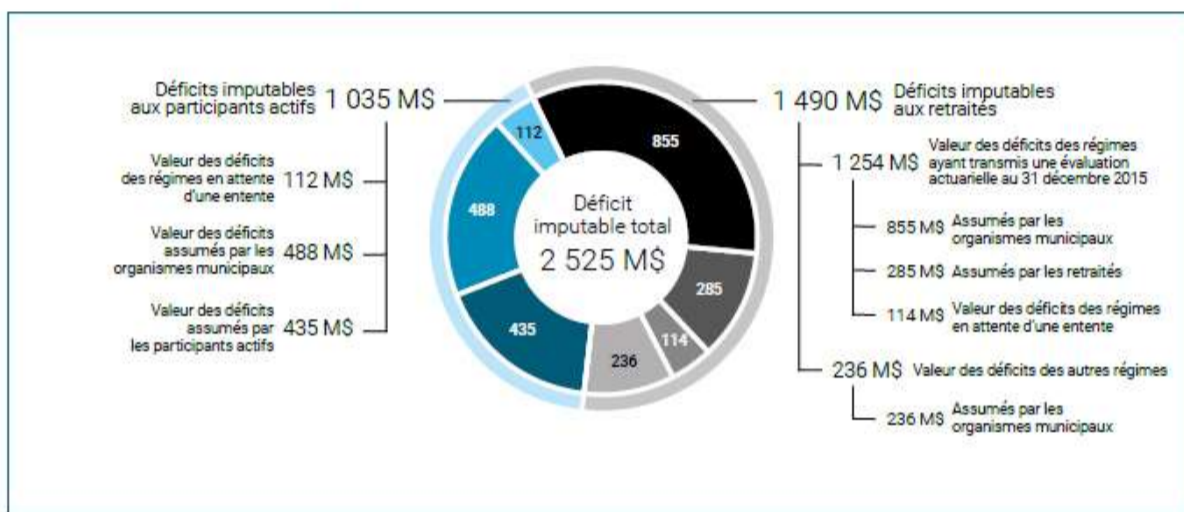 Déficits imputables
aux participants actifs
1 035 M$
Valeur des déficits
des régimes en attente
d'une entente
112 M$
Valeur des déficits
assumés par les
organismes municipaux
488 M$
Valeur des déficits
assumés par
les participants actifs
435 M$
112
855
488
285
435
114
236
Déficit
imputable total
2 525 M$
1 490 M$
Déficits imputables
aux retraités
1 254 M$
Valeur des déficits des régimes
ayant transmis une évaluation
actuarielle au 31 décembre 2015
855 M$
Assumés par les
organismes municipaux
285 M$ Assumés par les retraités
114 M$
Valeur des déficits des régimes
en attente d'une entente
236 M$ Valeur des déficits des autres régimes
236 M$
Assumés par les
organismes municipaux